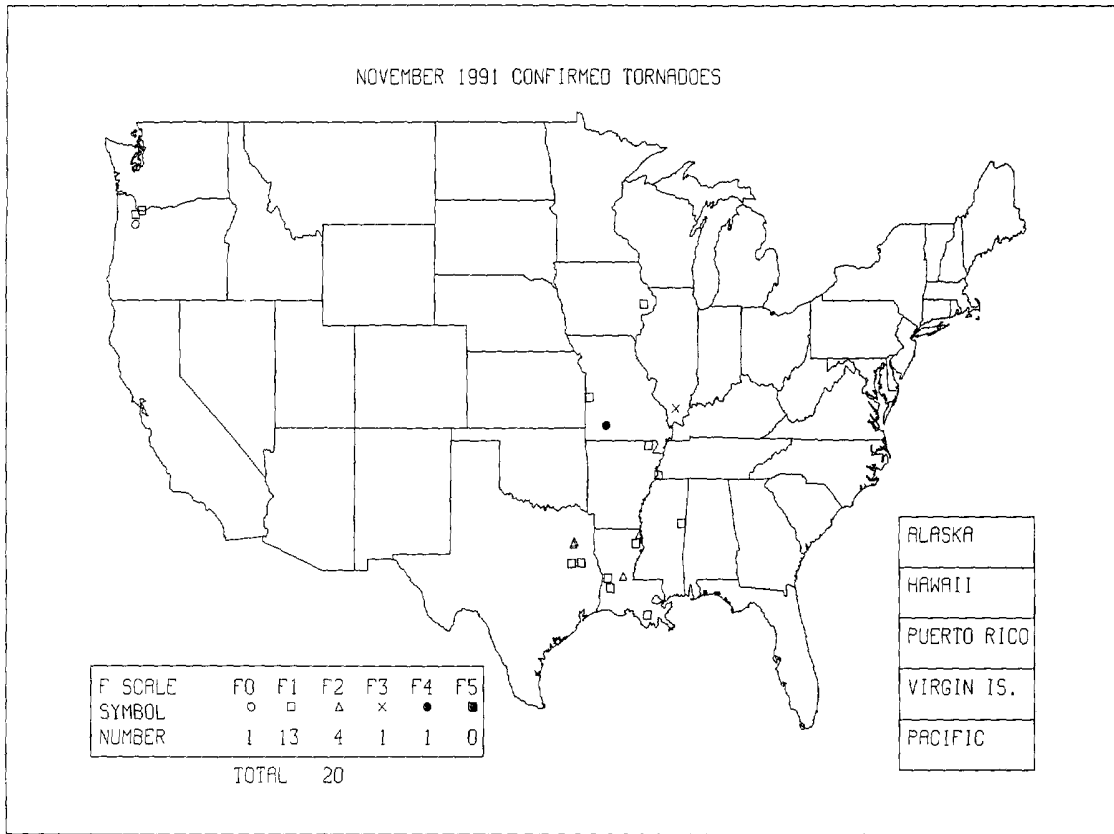 NOVEMBER 1991 CONFIRMED TORNADOES
ALASKA
HAWAII
PUERTO RICO
VIRGIN IS.
PACIFIC
F SCALE F0 F1 F2 F3 F4 F5
SYMBOL
NUMBER 1 13 4 1 1 0
TOTAL 20